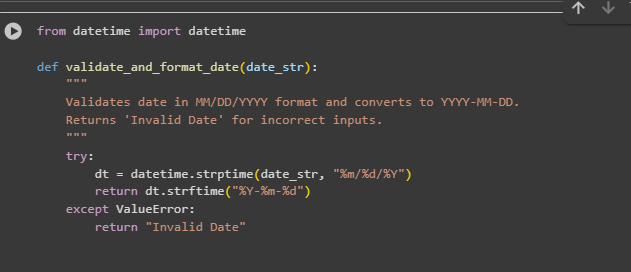 from datetime import datetime
def validate_and_format_date(date_str):
"""
Validates date in MM/DD/YYYY format and converts to YYYY-MM-DD.
Returns 'Invalid Date' for incorrect inputs.
"""
try:
dt = datetime.strptime(date_str, "%m/%d/%Y")
return dt.strftime("%Y-%m-%d")
except ValueError:
return "Invalid Date"